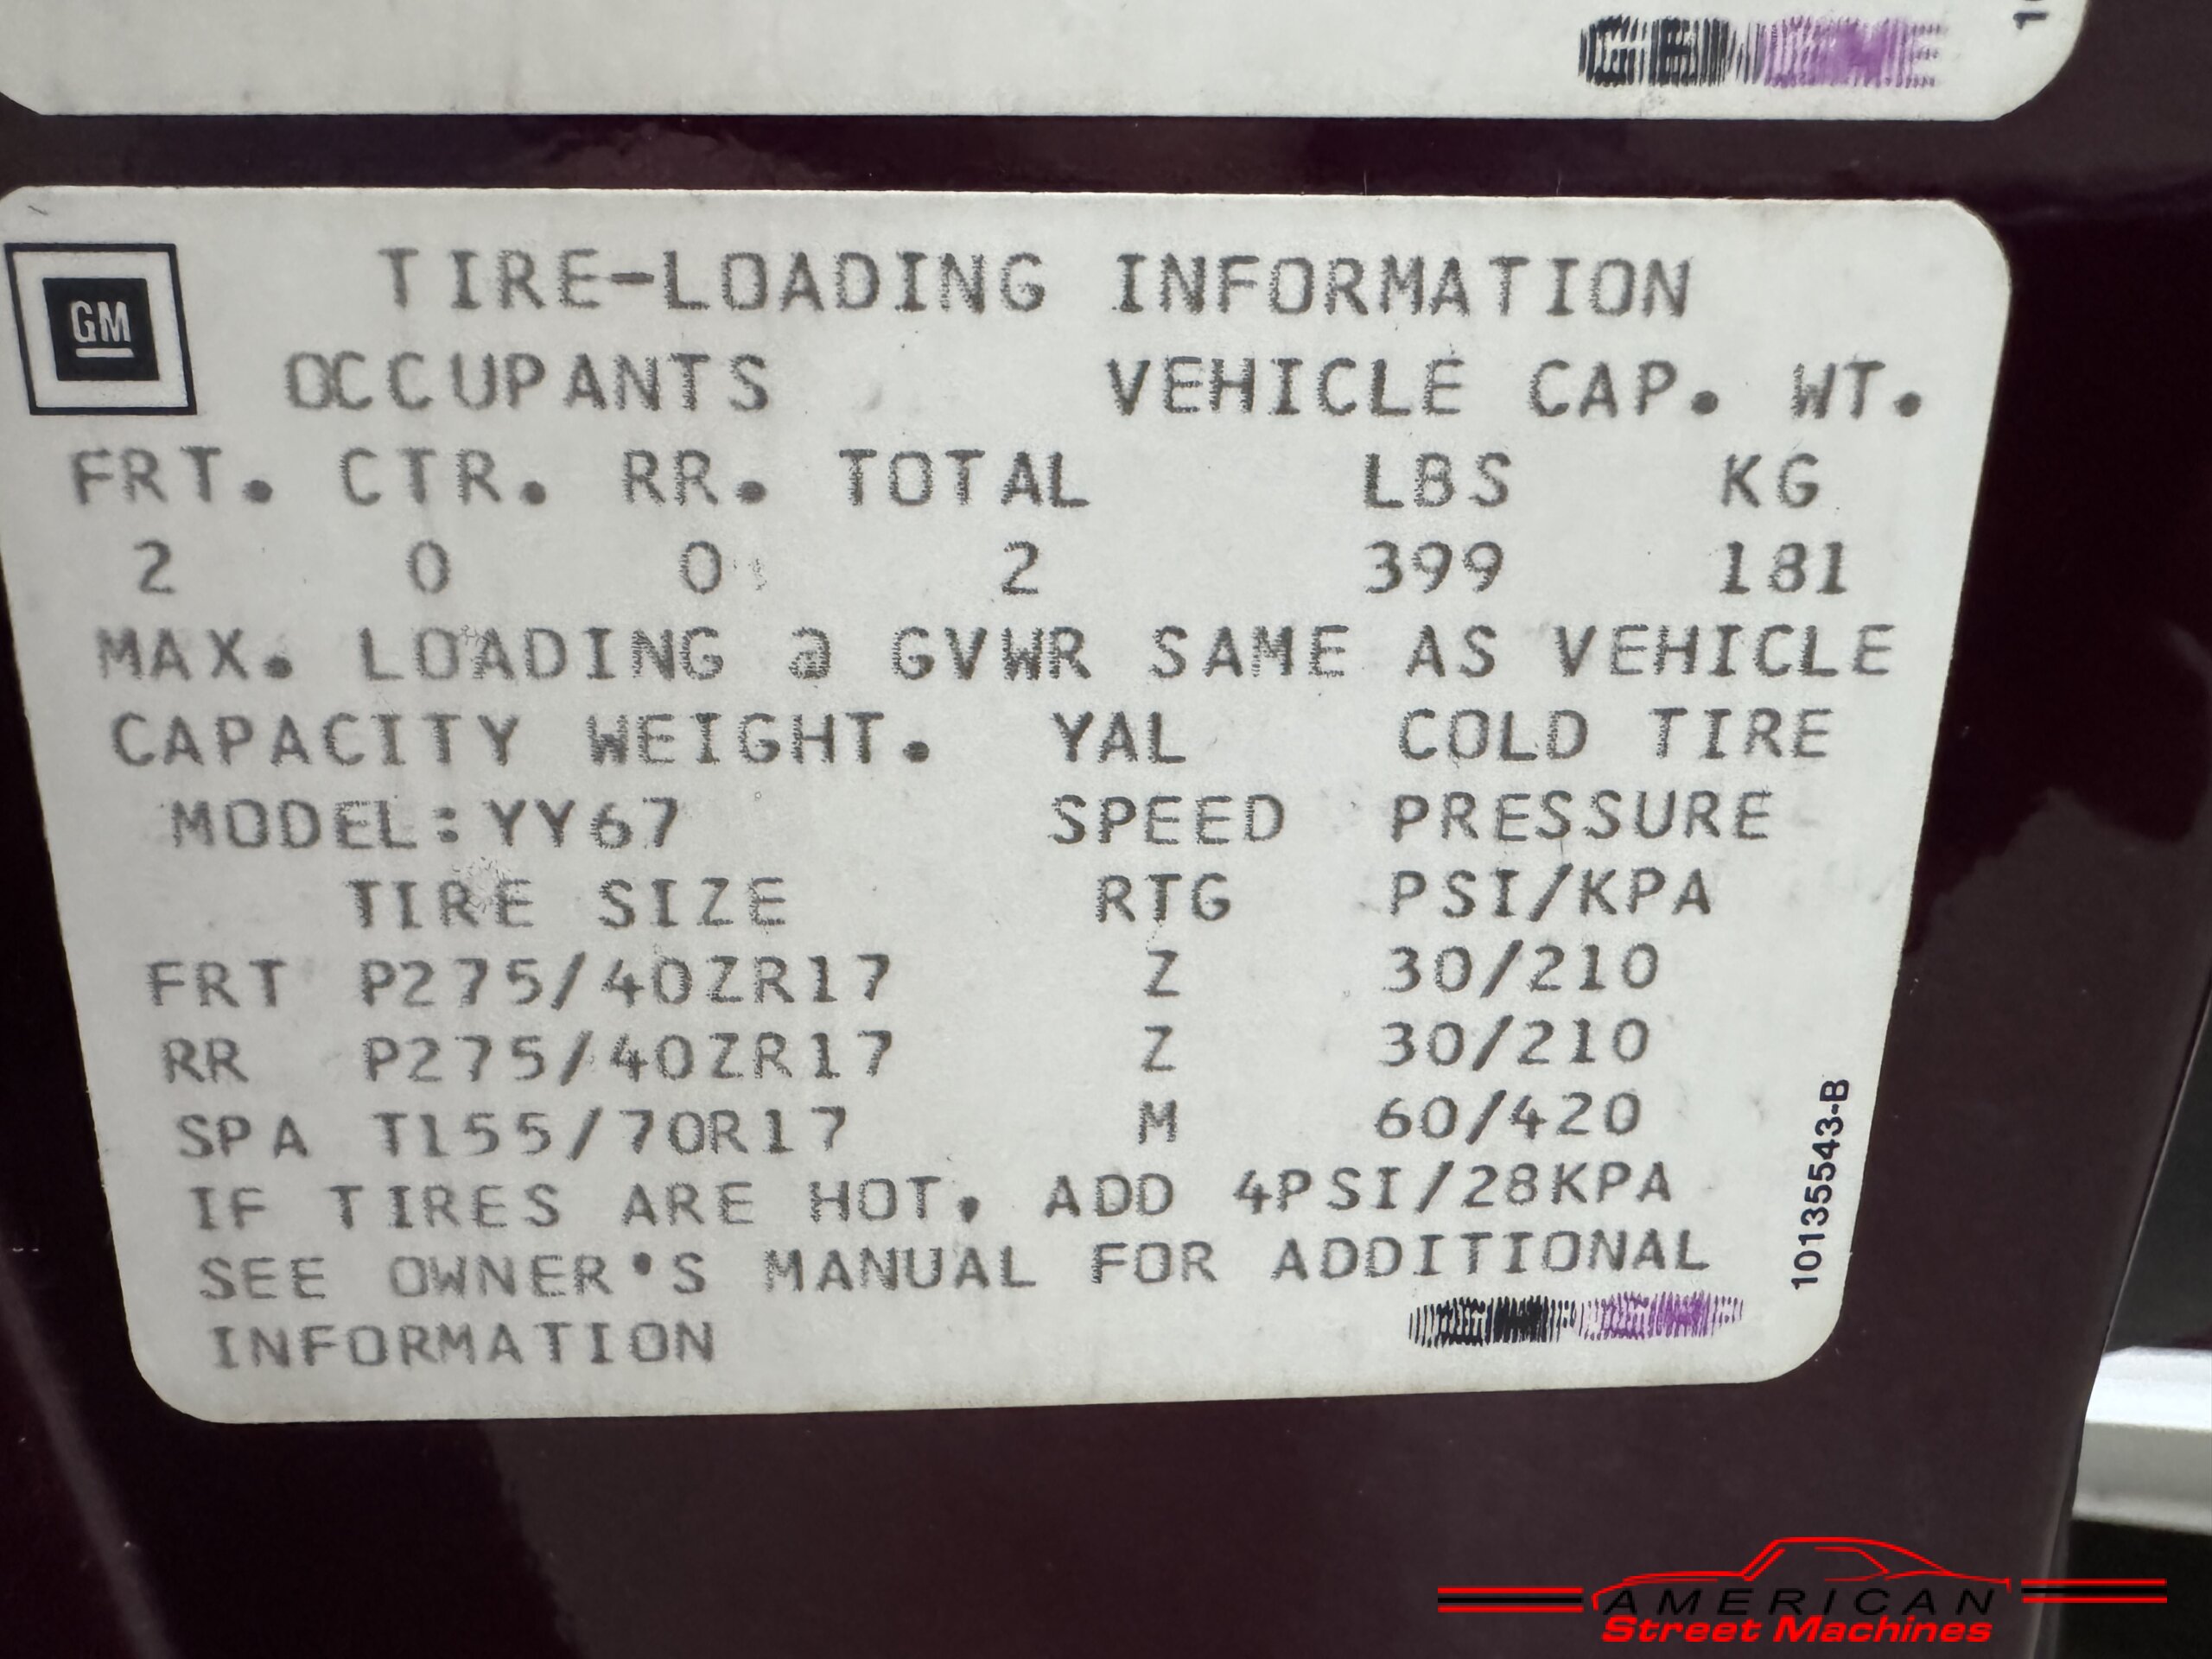 GM
TIRE-LOADING INFORMATION
OCCUPANTS VEHICLE CAP. WT.
FRT. CTR. RR. TOTAL LBS KG
2 0 0 2 399 181
MAX. LOADING @ GVWR SAME AS VEHICLE
CAPACITY WEIGHT. YAL COLD TIRE
MODEL:YY67 SPEED PRESSURE
TIRE SIZE RTG PSI/KPA
FRT P275/40ZR17 Z 30/210
RR P275/40ZR17 Z 30/210
SPA T155/70R17 M 60/420
IF TIRES ARE HOT, ADD 4PSI/28KPA
SEE OWNER'S MANUAL FOR ADDITIONAL
INFORMATION
10135543-B
AMERICAN
Street Machines